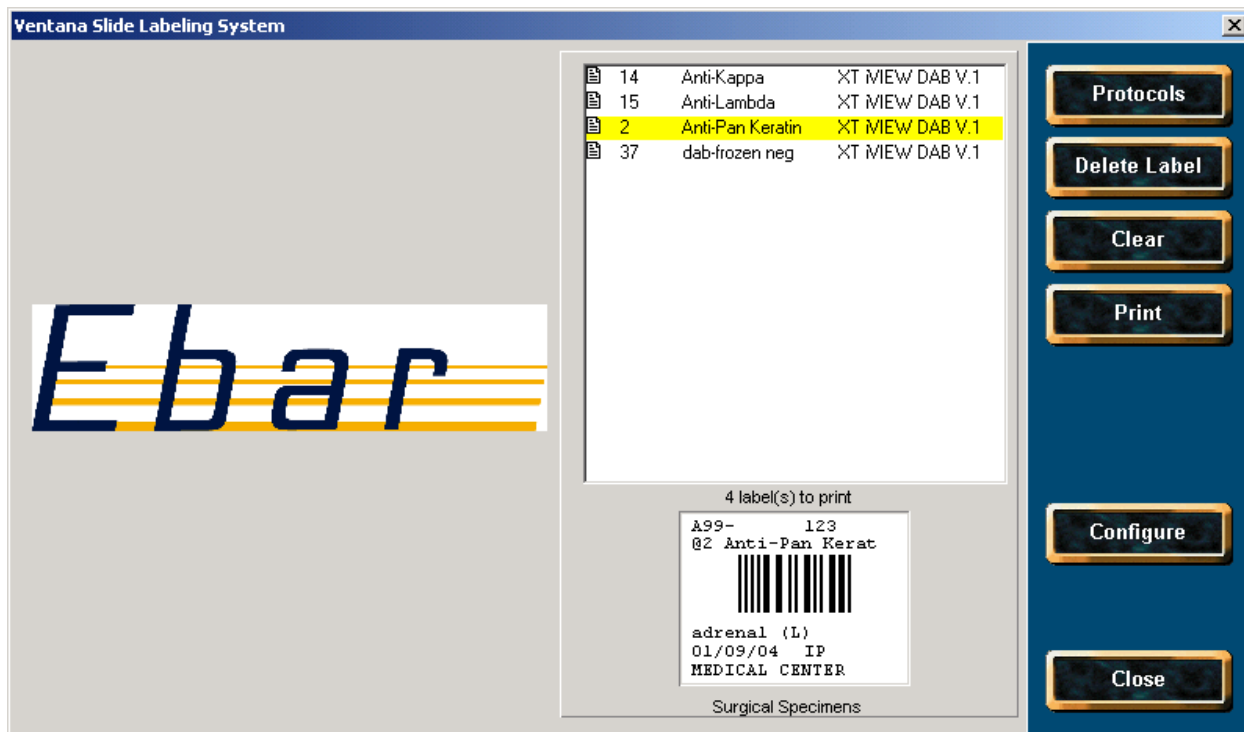 Ventana Slide Labeling System
14 Anti-Kappa XT iVIEW DAB V.1
15 Anti-Lambda XT iVIEW DAB V.1
2 Anti-Pan Keratin XT iVIEW DAB V.1
37 dab-frozen neg XT iVIEW DAB V.1
4 label(s) to print
A99- 123
@2 Anti-Pan Kerat
adrenal (L)
01/09/04 IP
MEDICAL CENTER
Surgical Specimens
Ebar
Protocols
Delete Label
Clear
Print
Configure
Close